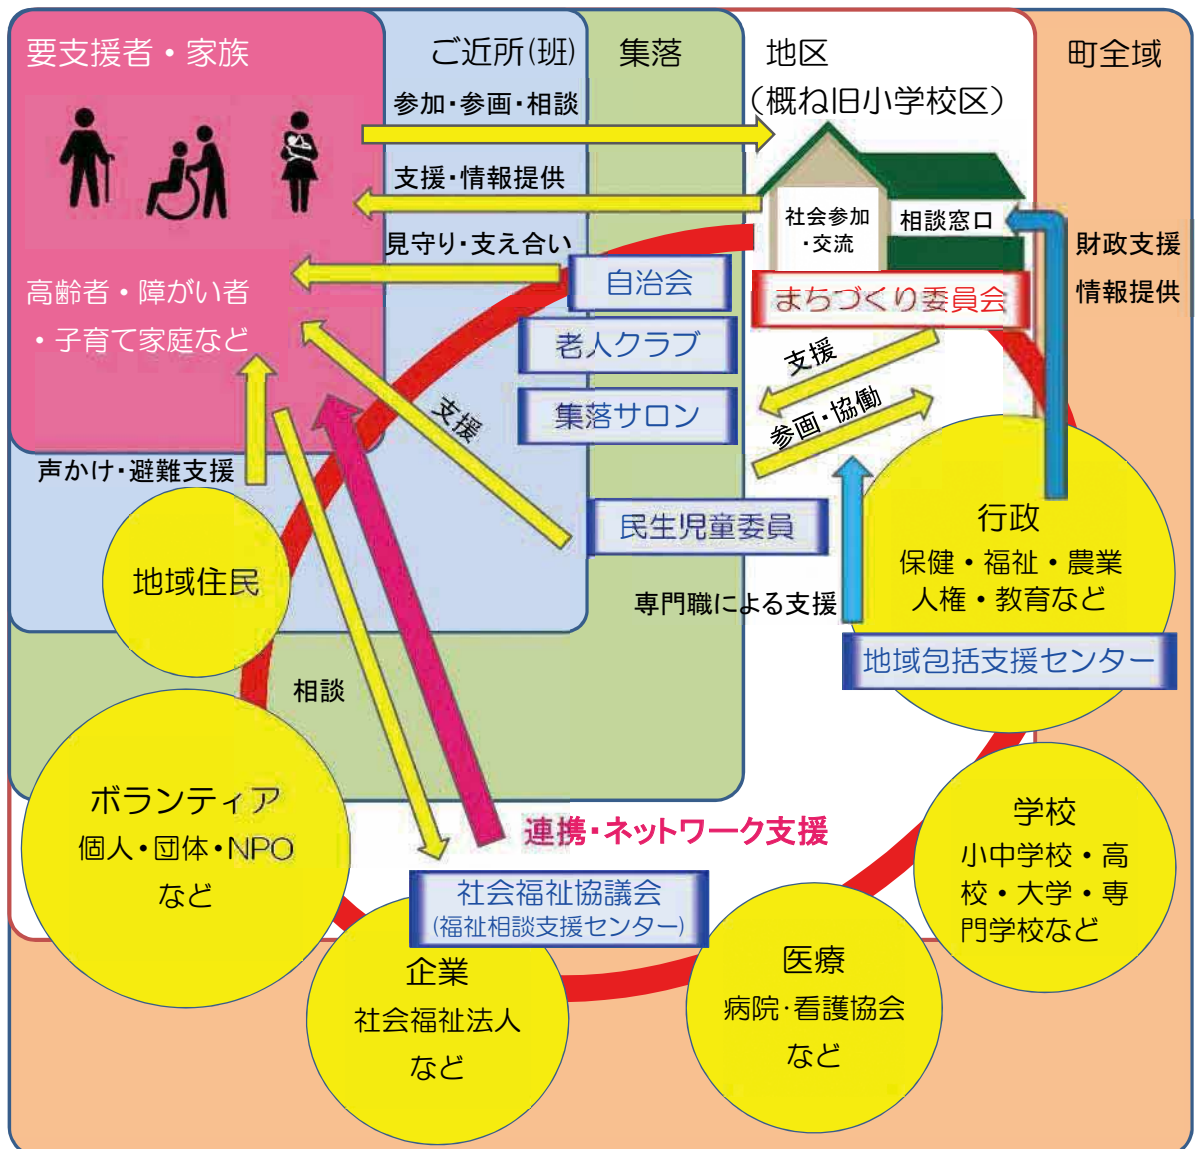 要支援者・家族
ご近所(班)
集落
地区
(概ね旧小学校区)
町全域
参加・参画・相談
支援・情報提供
見守り・支え合い
社会参加
・交流
相談窓口
財政支援
情報提供
高齢者・障がい者
・子育て家庭など
自治会
まちづくり委員会
老人クラブ
集落サロン
支援
参画・協働
支援
声かけ・避難支援
民生児童委員
地域住民
専門職による支援
行政
保健・福祉・農業
人権・教育など
地域包括支援センター
相談
連携・ネットワーク支援
ボランティア
個人・団体・NPO
など
社会福祉協議会
(福祉相談支援センター)
企業
社会福祉法人
など
医療
病院・看護協会
など
学校
小中学校・高
校・大学・専
門学校など